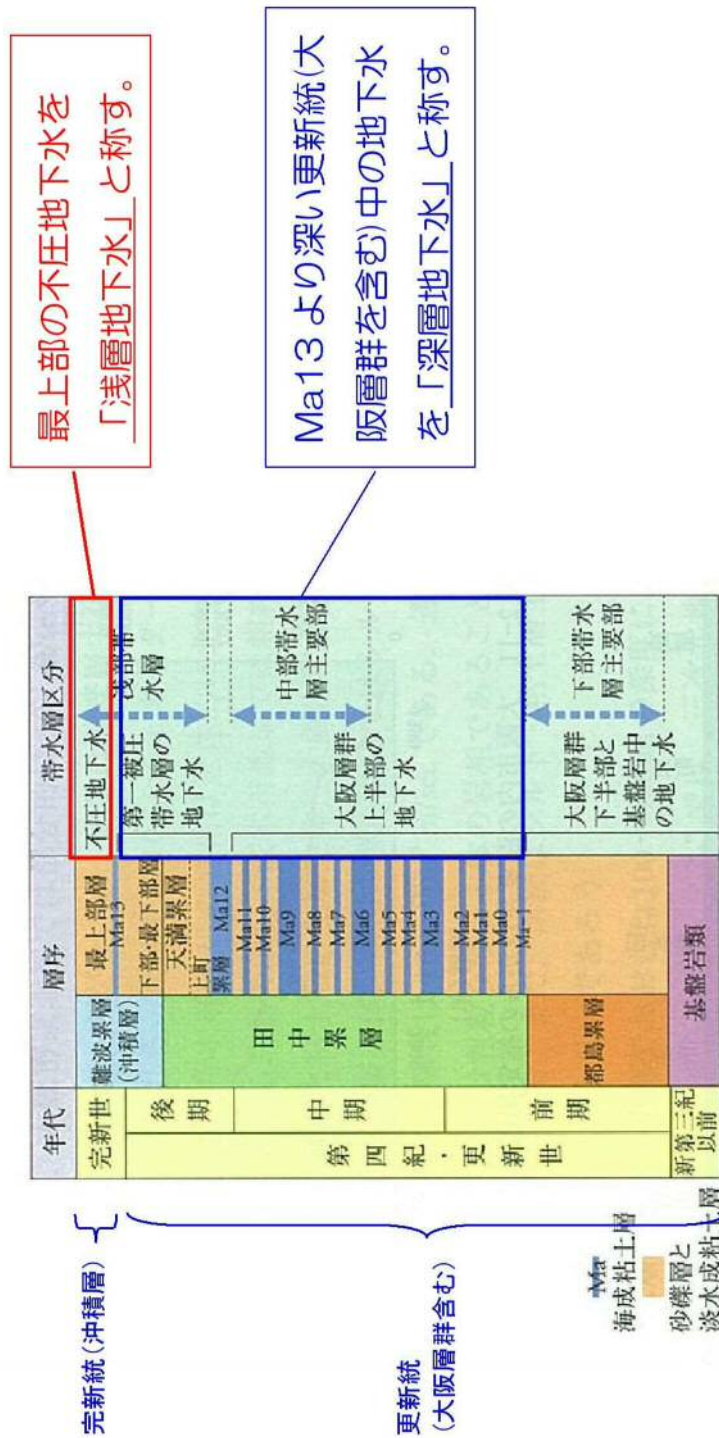 最上部の不圧地下水を
「浅層地下水」と称す。
Ma13より深い更新統(大
阪層群を含む)中の地下水
を「深層地下水」と称す。
年代
層序
帯水層区分
完新世
第四紀・更新世
後期
中期
前期
新第三紀
以前
難波累層
(沖積層)
田中累層
都島累層
基盤岩類
最上部層
Ma13
下部・最下部層
天満累層
上町
累層
Ma12
Ma11
Ma10
Ma9
Ma8
Ma7
Ma6
Ma5
Ma4
Ma3
Ma2
Ma1
Ma0
Ma-1
不圧地下水
第一被圧
帯水層の
地下水
浅部帯
水層
大阪層群
上半部の
地下水
中部帯水
層主要部
大阪層群
下半部と
基盤岩中
の地下水
下部帯水
層主要部
完新統(沖積層)
更新統
(大阪層群含む)
Ma
海成粘土層
砂礫層と
淡水成粘土層